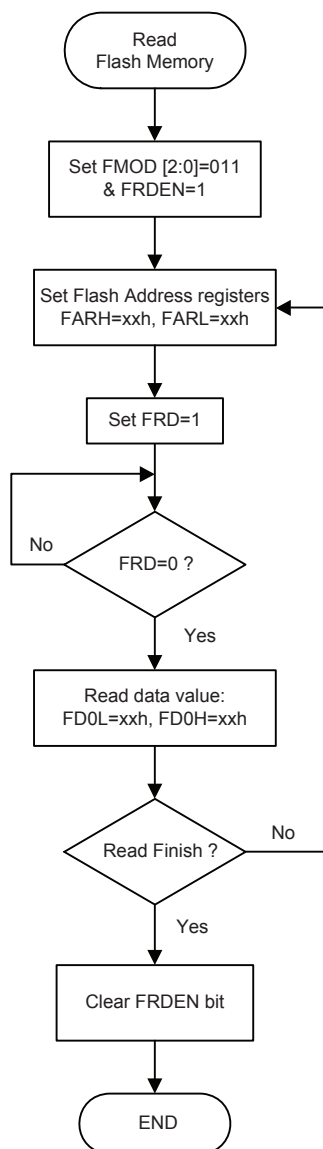 Read
Flash Memory
Set FMOD [2:0]=011
& FRDEN=1
Set Flash Address registers
FARH=xxh, FARL=xxh
Set FRD=1
No
FRD=0 ?
Yes
Read data value:
FD0L=xxh, FD0H=xxh
Read Finish ?
No
Yes
Clear FRDEN bit
END